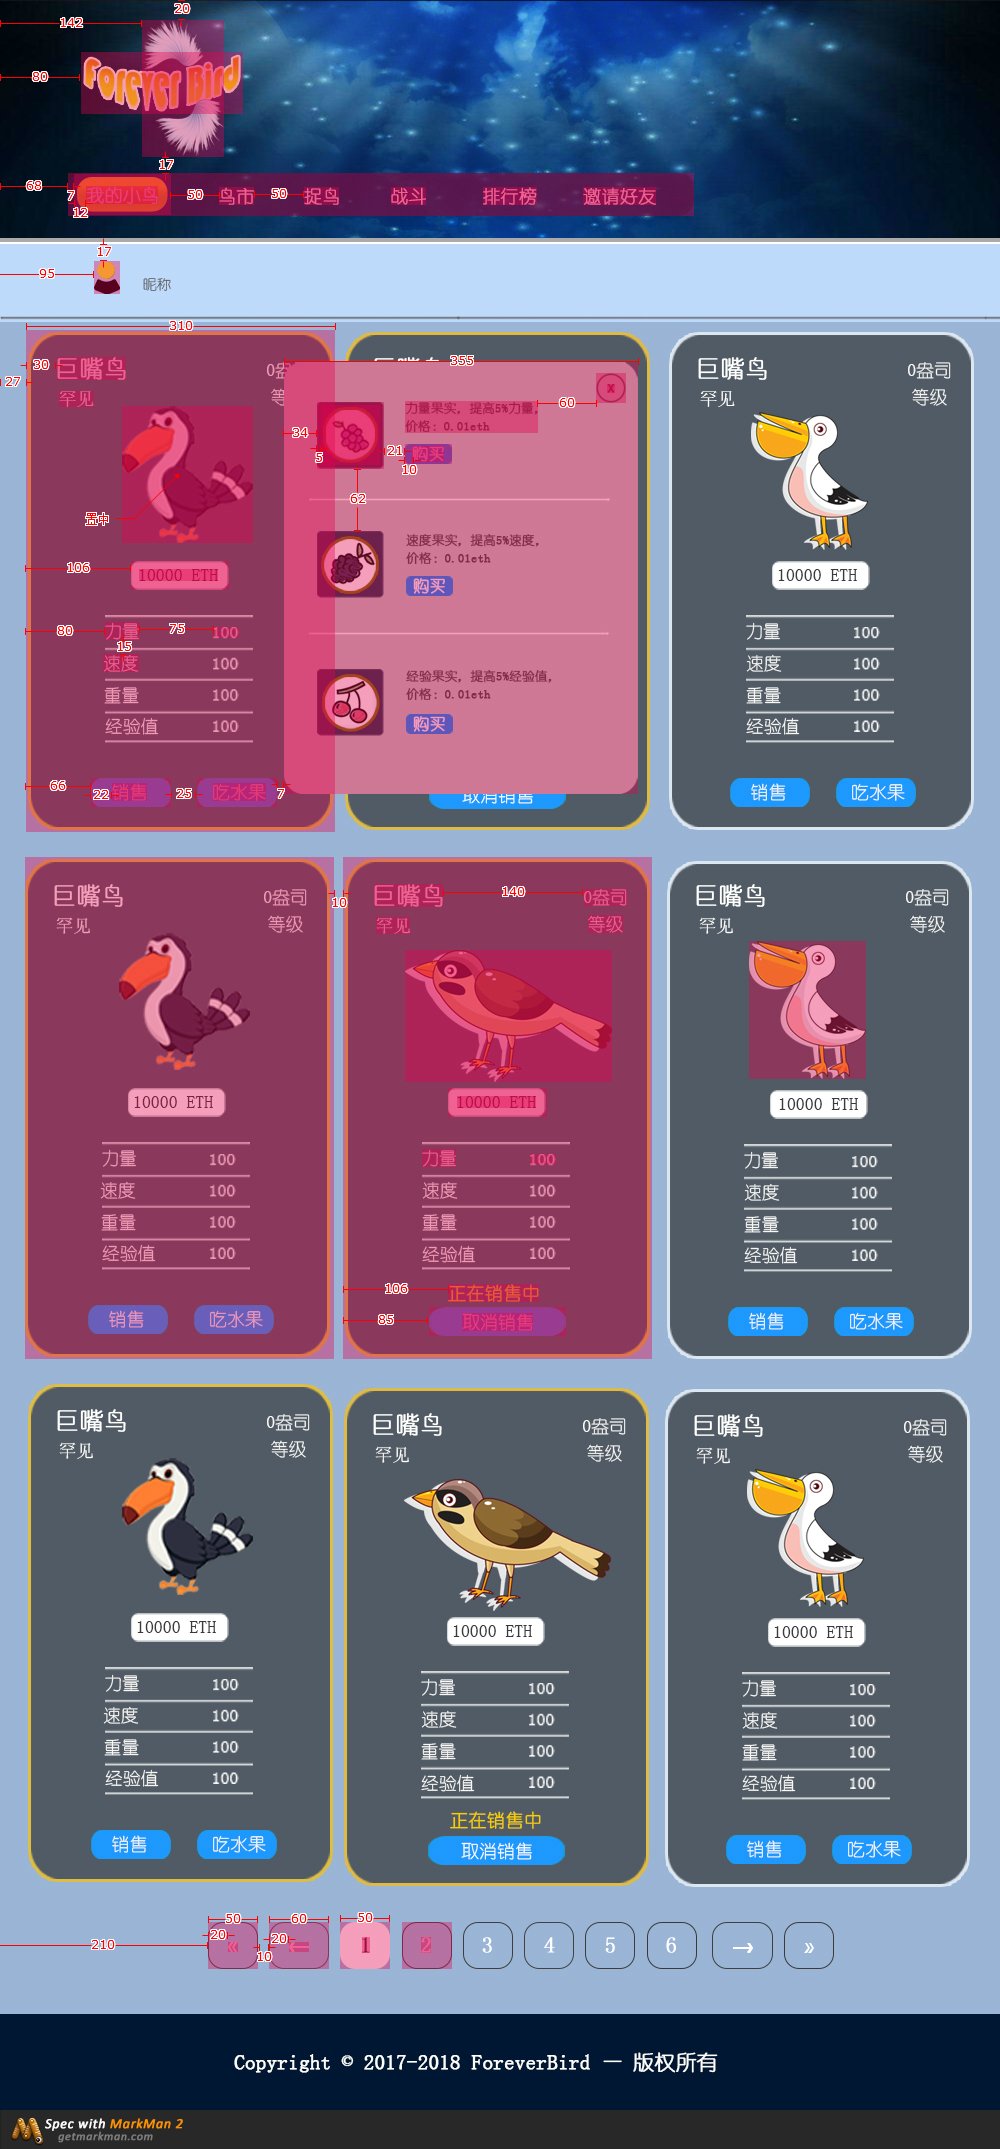 20
142
80
Forever Bird
17
68
7
12
我的小鸟
50
鸟市
50
捉鸟
战斗
排行榜
邀请好友
17
95
昵称
310
30
27
巨嘴鸟
罕见
置中
106
10000 ETH
80
75
15
力量 100
速度 100
重量 100
经验值 100
66
22
销售
25
吃水果
7
355
x
60
34
5
力量果实，提高5%力量，
价格：0.01eth
21
10
购买
62
速度果实，提高5%速度，
价格：0.01eth
购买
经验果实，提高5%经验值，
价格：0.01eth
购买
取消销售
巨嘴鸟 0盎司
罕见 等级
10000 ETH
力量 100
速度 100
重量 100
经验值 100
销售 吃水果
巨嘴鸟 0盎司
罕见 等级
10000 ETH
力量 100
速度 100
重量 100
经验值 100
销售 吃水果
10
巨嘴鸟 140 0盎司
罕见 等级
10000 ETH
力量 100
速度 100
重量 100
经验值 100
106
正在销售中
85
取消销售
巨嘴鸟 0盎司
罕见 等级
10000 ETH
力量 100
速度 100
重量 100
经验值 100
销售 吃水果
巨嘴鸟 0盎司
罕见 等级
10000 ETH
力量 100
速度 100
重量 100
经验值 100
销售 吃水果
巨嘴鸟 0盎司
罕见 等级
10000 ETH
力量 100
速度 100
重量 100
经验值 100
正在销售中
取消销售
巨嘴鸟 0盎司
罕见 等级
10000 ETH
力量 100
速度 100
重量 100
经验值 100
销售 吃水果
50 60 50
20 20
210
10
« ← 1 2 3 4 5 6 → »
Copyright © 2017-2018 ForeverBird — 版权所有
Spec with MarkMan 2
getmarkman.com